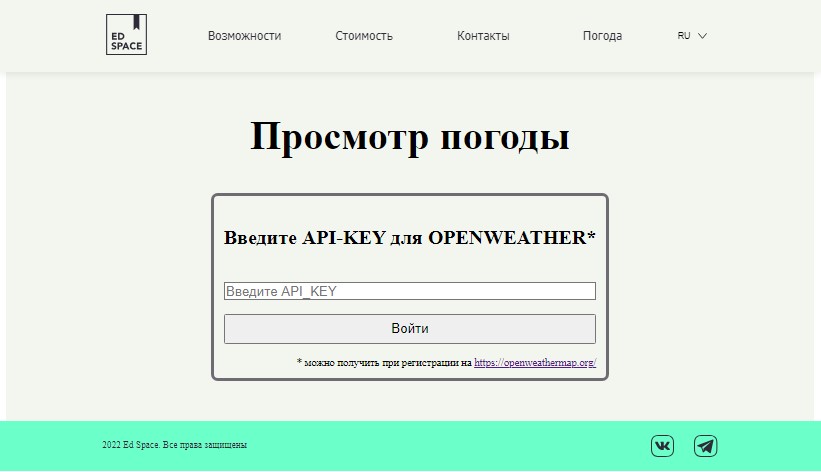 ED
SPACE
Возможности
Стоимость
Контакты
Погода
RU
Просмотр погоды
Введите API-KEY для OPENWEATHER*
Введите API_KEY
Войти
* можно получить при регистрации на https://openweathermap.org/
2022 Ed Space. Все права защищены